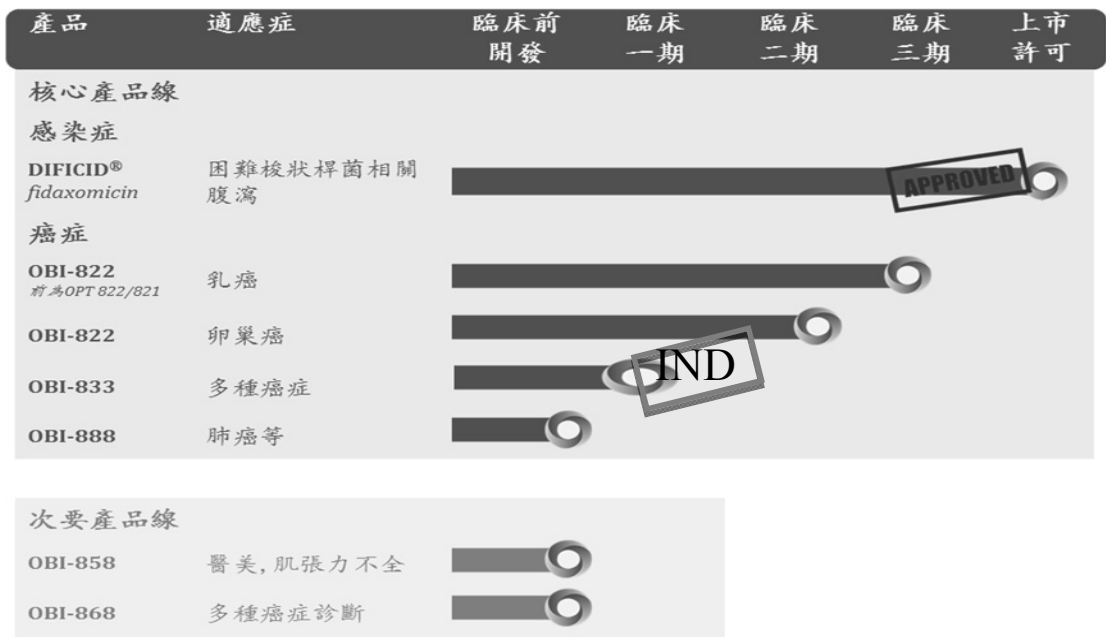 產品 適應症 臨床前開發 臨床一期 臨床二期 臨床三期 上市許可
核心產品線
感染症
DIFICID® 困難梭狀桿菌相關
fidaxomicin 腹瀉
APPROVED
癌症
OBI-822 乳癌
前為OPT 822/821
OBI-822 卵巢癌
IND
OBI-833 多種癌症
OBI-888 肺癌等
次要產品線
OBI-858 醫美,肌張力不全
OBI-868 多種癌症診斷